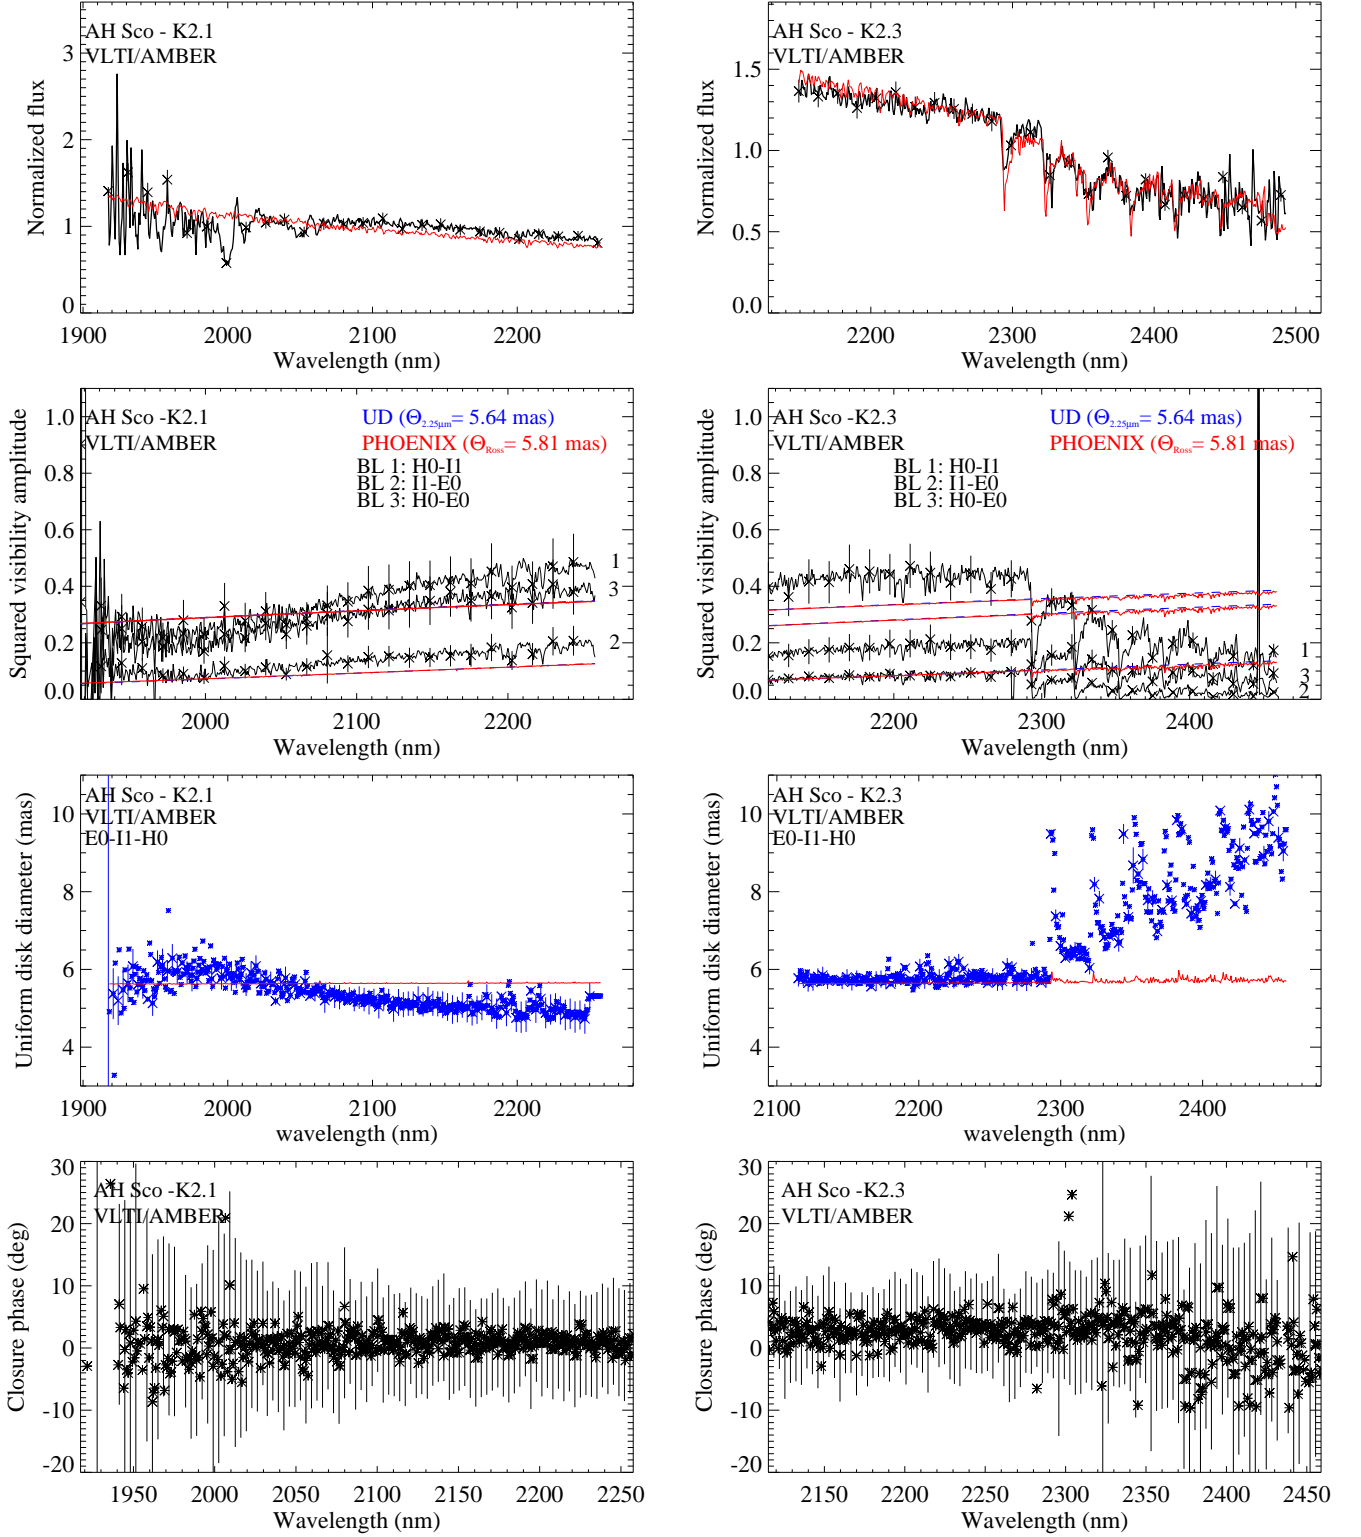 AH Sco - K2.1
VLTI/AMBER
Normalized flux
3
2
1
0
1900 2000 2100 2200
Wavelength (nm)
AH Sco - K2.3
VLTI/AMBER
Normalized flux
1.5
1.0
0.5
0.0
2200 2300 2400 2500
Wavelength (nm)
AH Sco -K2.1
VLTI/AMBER
UD (Θ2.25μm= 5.64 mas)
PHOENIX (ΘRoss= 5.81 mas)
BL 1: H0-I1
BL 2: I1-E0
BL 3: H0-E0
Squared visibility amplitude
1.0
0.8
0.6
0.4
0.2
0.0
1
3
2
2000 2100 2200
Wavelength (nm)
AH Sco -K2.3
VLTI/AMBER
UD (Θ2.25μm= 5.64 mas)
PHOENIX (ΘRoss= 5.81 mas)
BL 1: H0-I1
BL 2: I1-E0
BL 3: H0-E0
Squared visibility amplitude
1.0
0.8
0.6
0.4
0.2
0.0
1
3
2
2200 2300 2400
Wavelength (nm)
AH Sco - K2.1
VLTI/AMBER
E0-I1-H0
Uniform disk diameter (mas)
10
8
6
4
1900 2000 2100 2200
wavelength (nm)
AH Sco - K2.3
VLTI/AMBER
E0-I1-H0
Uniform disk diameter (mas)
10
8
6
4
2100 2200 2300 2400
wavelength (nm)
AH Sco -K2.1
VLTI/AMBER
Closure phase (deg)
30
20
10
0
-10
-20
1950 2000 2050 2100 2150 2200 2250
Wavelength (nm)
AH Sco -K2.3
VLTI/AMBER
Closure phase (deg)
30
20
10
0
-10
-20
2150 2200 2250 2300 2350 2400 2450
Wavelength (nm)